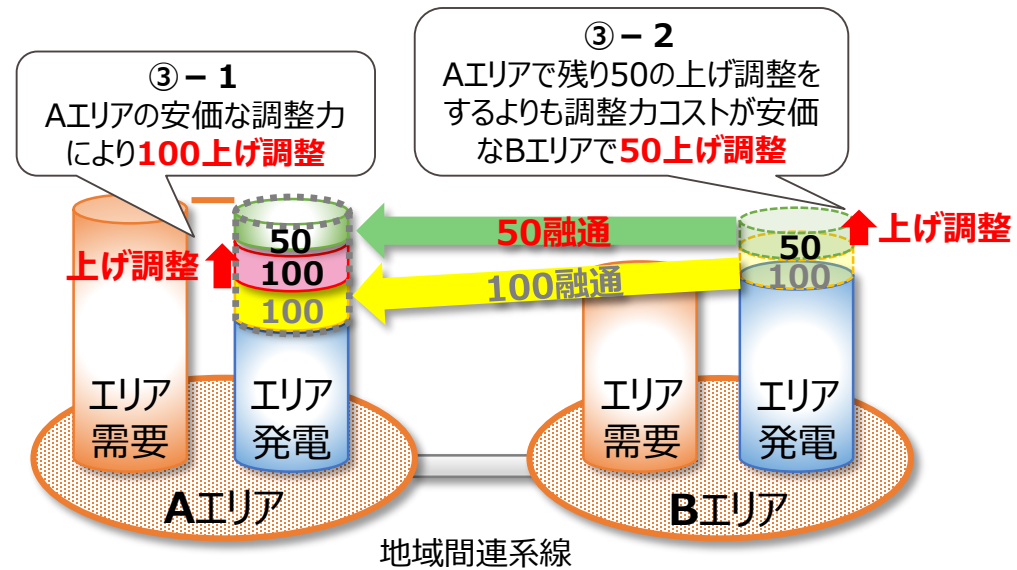 ③－1
Aエリアの安価な調整力
により100上げ調整
③－2
Aエリアで残り50の上げ調整を
するよりも調整力コストが安価
なBエリアで50上げ調整
上げ調整
50
100
100
50融通
100融通
50
100
上げ調整
エリア
需要
エリア
発電
エリア
需要
エリア
発電
Aエリア
Bエリア
地域間連系線